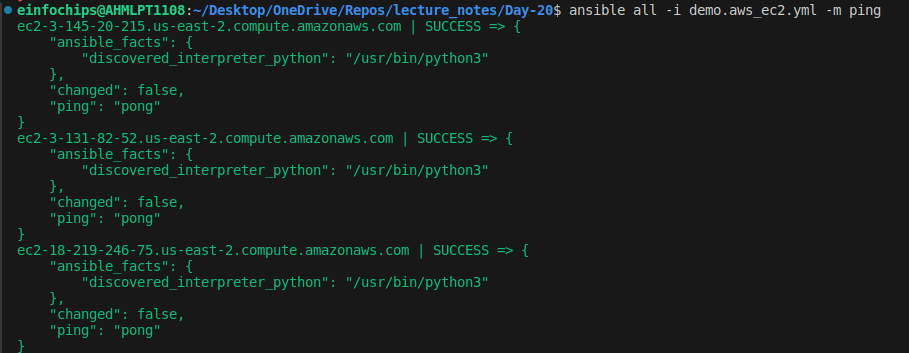 einfochips@AHMLPT1108:~/Desktop/OneDrive/Repos/lecture_notes/Day-20$ ansible all -i demo.aws_ec2.yml -m ping
ec2-3-145-20-215.us-east-2.compute.amazonaws.com | SUCCESS => {
    "ansible_facts": {
        "discovered_interpreter_python": "/usr/bin/python3"
    },
    "changed": false,
    "ping": "pong"
}
ec2-3-131-82-52.us-east-2.compute.amazonaws.com | SUCCESS => {
    "ansible_facts": {
        "discovered_interpreter_python": "/usr/bin/python3"
    },
    "changed": false,
    "ping": "pong"
}
ec2-18-219-246-75.us-east-2.compute.amazonaws.com | SUCCESS => {
    "ansible_facts": {
        "discovered_interpreter_python": "/usr/bin/python3"
    },
    "changed": false,
    "ping": "pong"
}